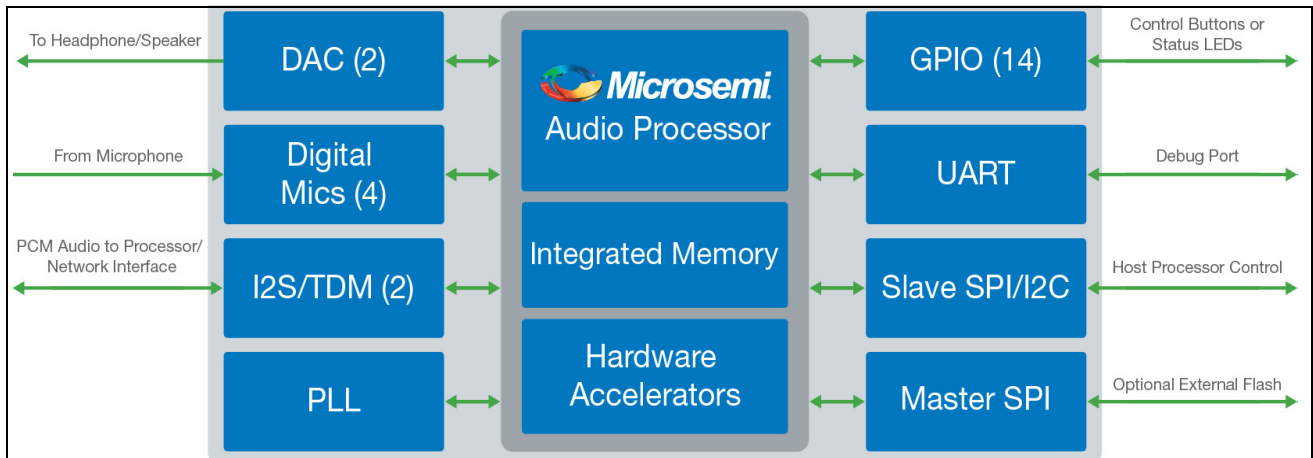 To Headphone/Speaker
DAC (2)
From Microphone
Digital
Mics (4)
PCM Audio to Processor/
Network Interface
I2S/TDM (2)
PLL
Microsemi.
Audio Processor
Integrated Memory
Hardware
Accelerators
GPIO (14)
Control Buttons or
Status LEDs
UART
Debug Port
Slave SPI/I2C
Host Processor Control
Master SPI
Optional External Flash